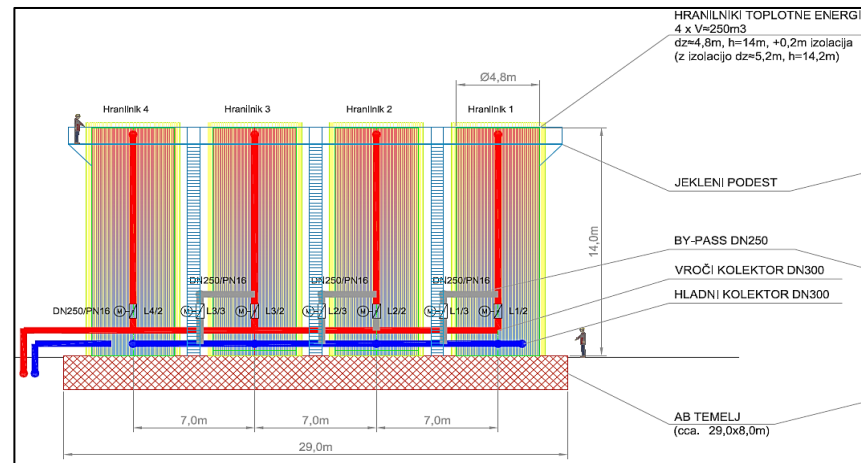 HRANILNIKI TOPLOTNE ENERG
4 x V≈250m3
dz≈4,8m, h=14m, +0,2m izolacija
(z izolacijo dz≈5,2m, h=14,2m)
Ø4,8m
Hranilnik 4
Hranilnik 3
Hranilnik 2
Hranilnik 1
JEKLENI PODEST
14,0m
BY-PASS DN250
VROČI KOLEKTOR DN300
HLADNI KOLEKTOR DN300
DN250/PN16
DN250/PN16
DN250/PN16
DN250/PN16
M
L4/2
M
L3/3
M
L3/2
M
L2/3
M
L2/2
M
L1/3
M
L1/2
7,0m
7,0m
7,0m
29,0m
AB TEMELJ
(cca. 29,0x8,0m)